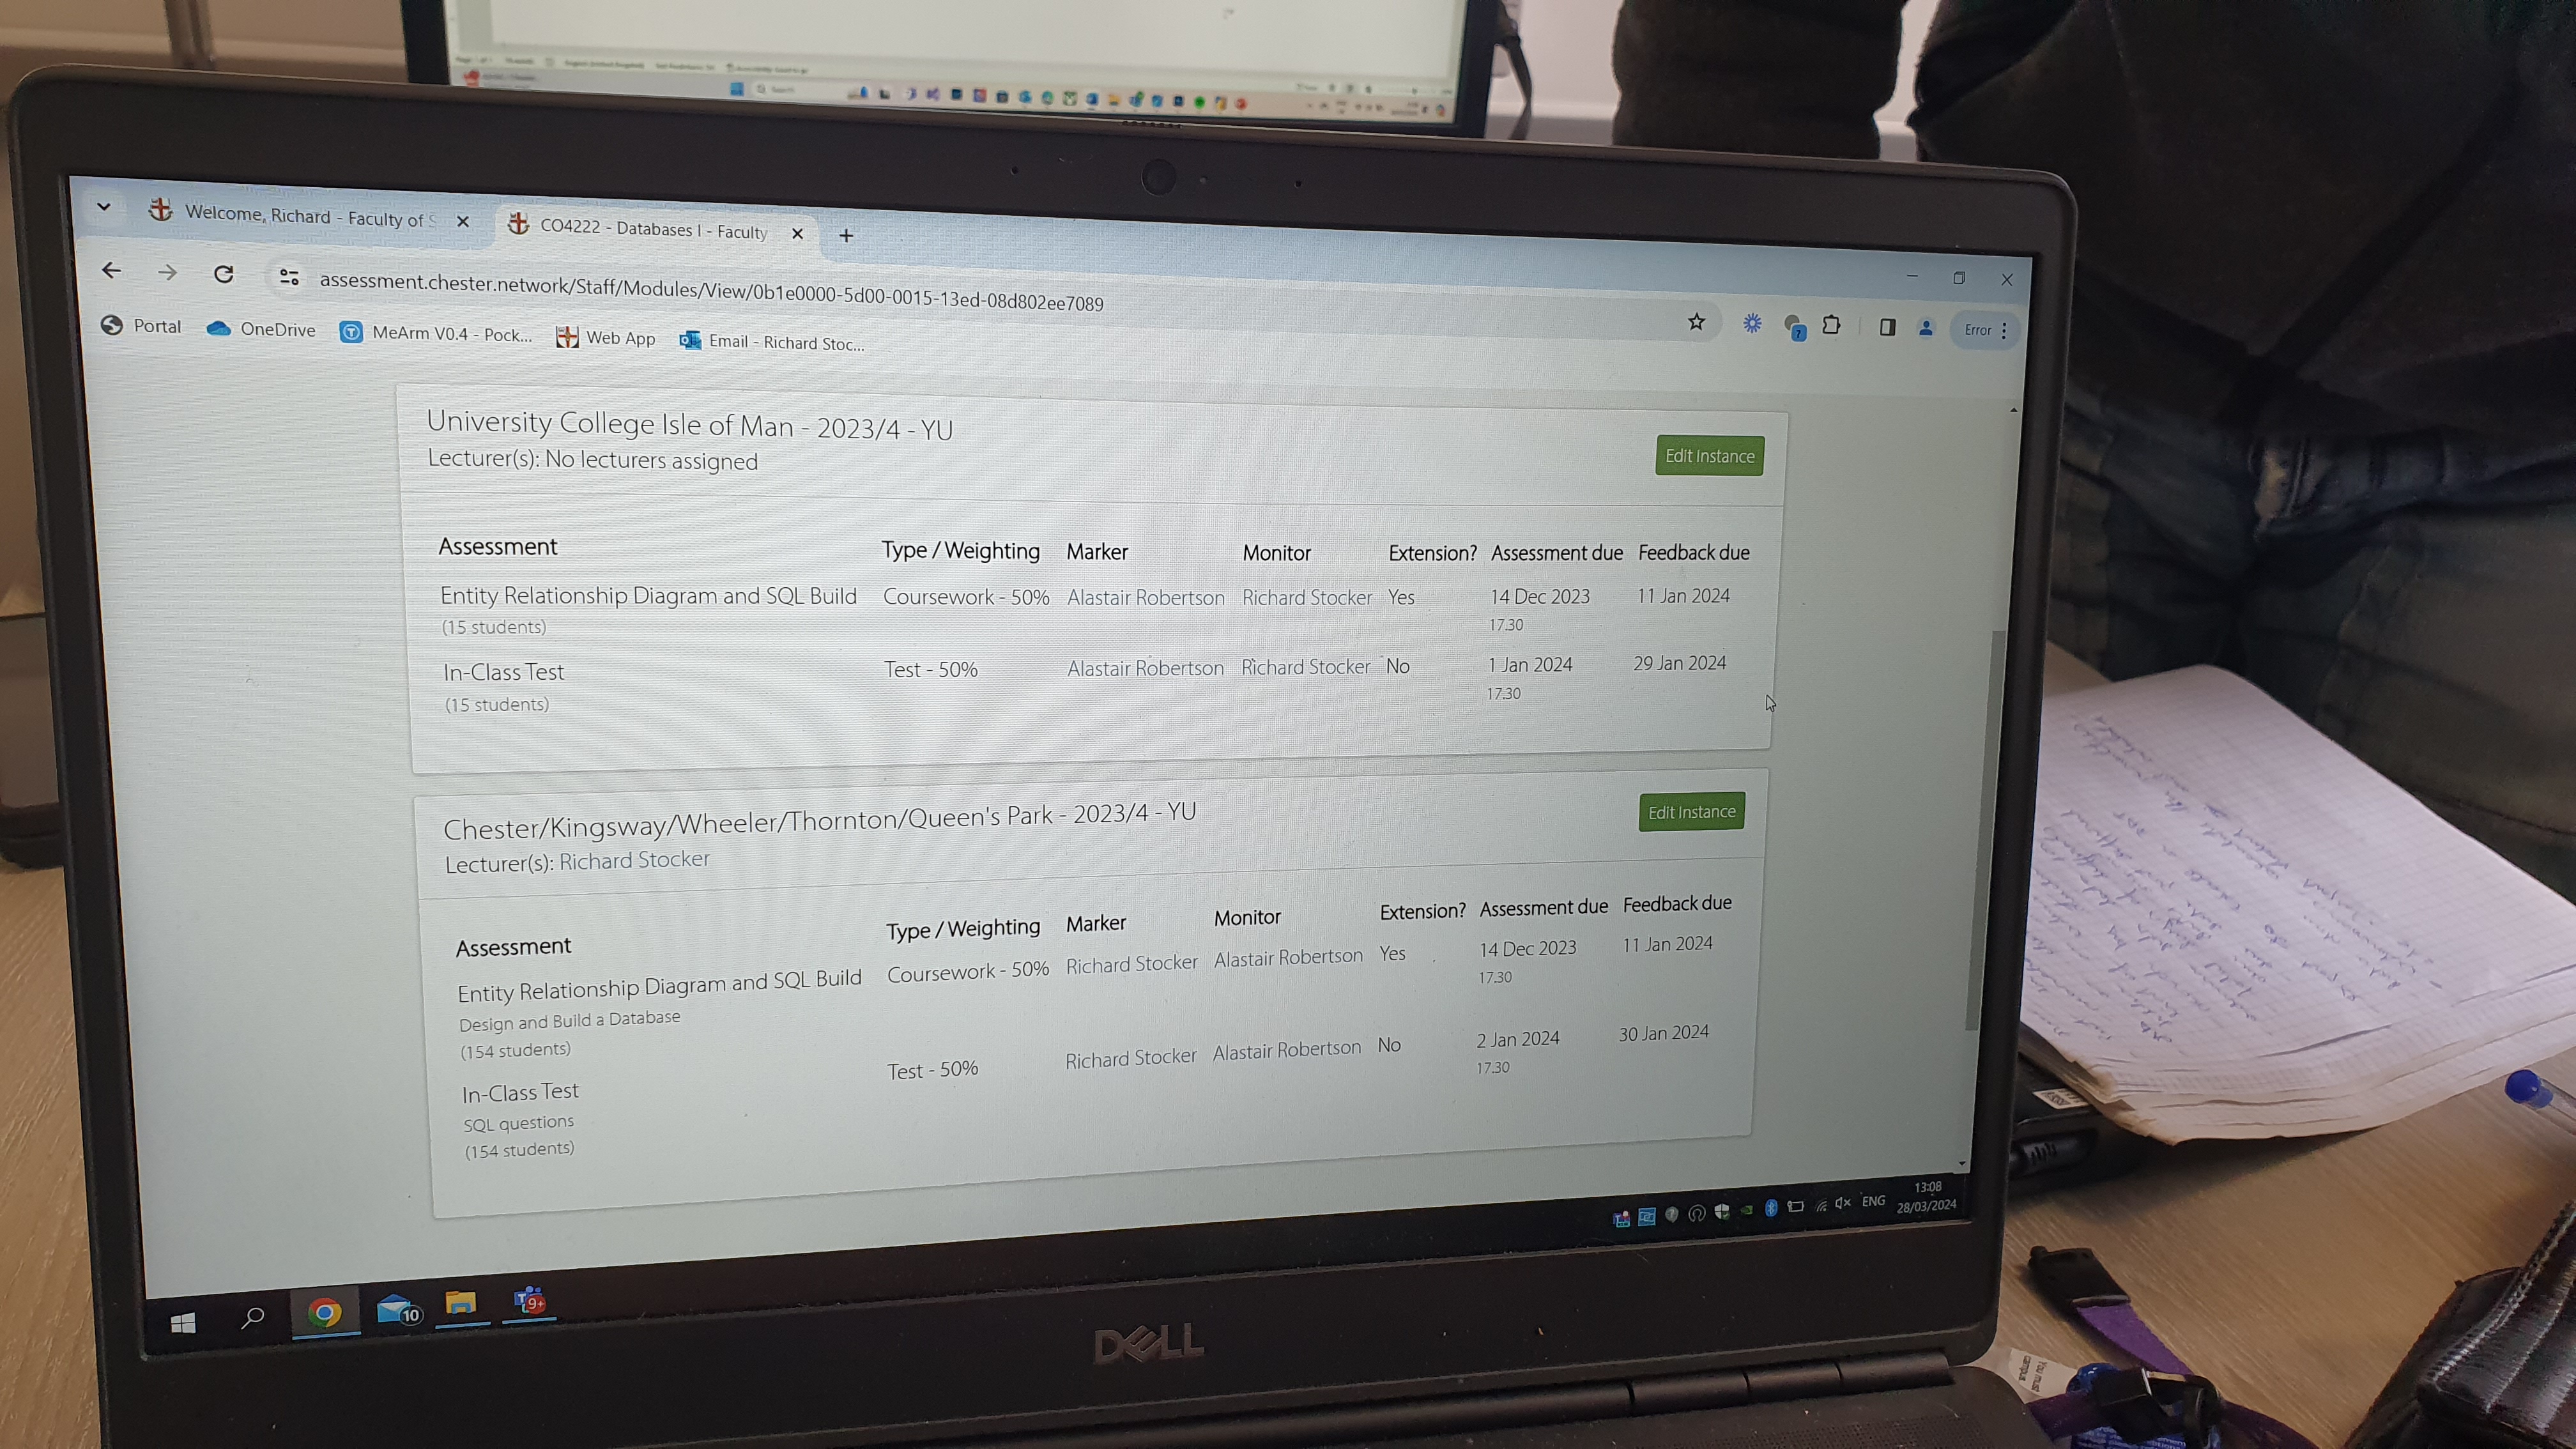 Search
Welcome, Richard - Faculty of S
CO4222 - Databases I - Faculty
assessment.chester.network/Staff/Modules/View/0b1e0000-5d00-0015-13ed-08d802ee7089
Portal OneDrive MeArm V0.4 - Pock... Web App Email - Richard Stoc...
7
Error
University College Isle of Man - 2023/4 - YU
Edit Instance
Lecturer(s): No lecturers assigned
Assessment Type / Weighting Marker Monitor Extension? Assessment due Feedback due
Entity Relationship Diagram and SQL Build Coursework - 50% Alastair Robertson Richard Stocker Yes 14 Dec 2023 11 Jan 2024
(15 students) 17.30
In-Class Test Test - 50% Alastair Robertson Richard Stocker No 1 Jan 2024 29 Jan 2024
(15 students) 17.30
Chester/Kingsway/Wheeler/Thornton/Queen's Park - 2023/4 - YU
Edit Instance
Lecturer(s): Richard Stocker
Assessment Type / Weighting Marker Monitor Extension? Assessment due Feedback due
Entity Relationship Diagram and SQL Build Coursework - 50% Richard Stocker Alastair Robertson Yes 14 Dec 2023 11 Jan 2024
Design and Build a Database 17.30
(154 students)
In-Class Test Test - 50% Richard Stocker Alastair Robertson No 2 Jan 2024 30 Jan 2024
SQL questions 17.30
(154 students)
ENG 13:08
28/03/2024
10
9+
DELL
You must
campus